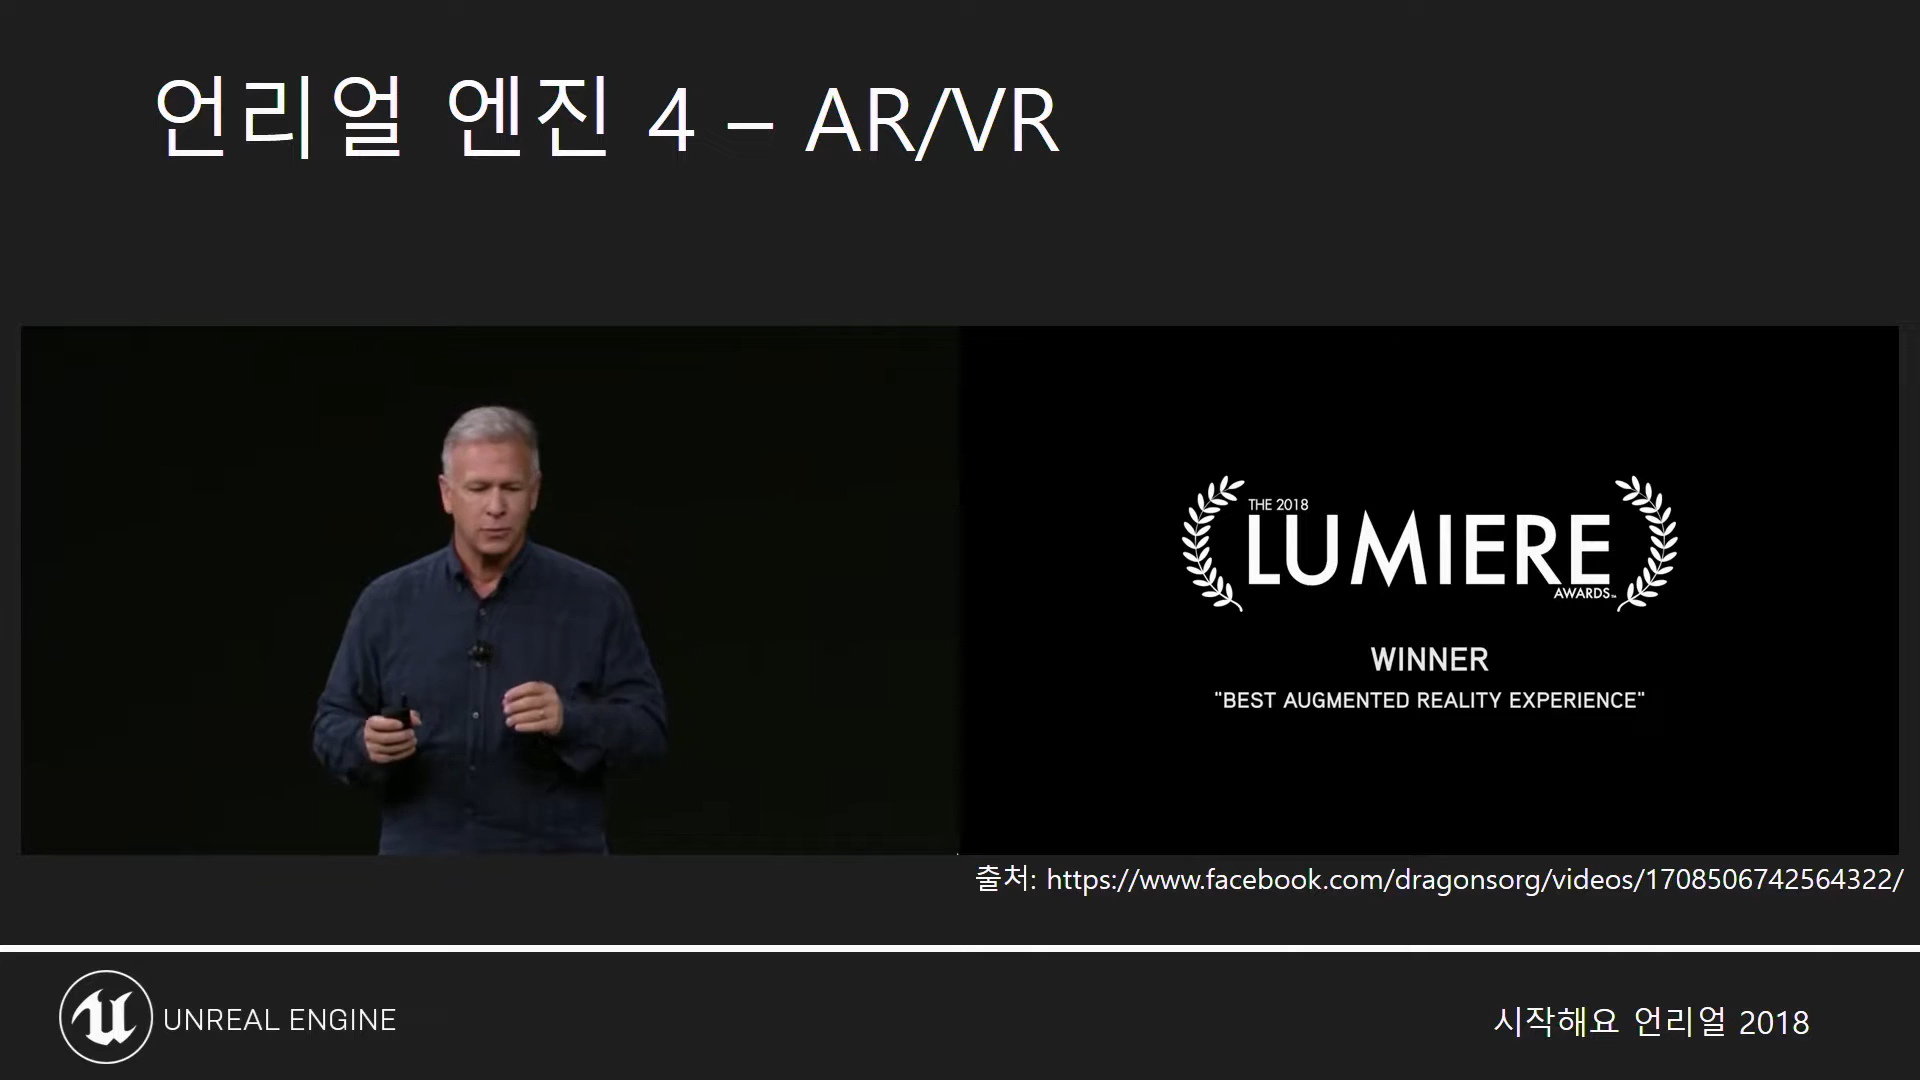 언리얼 엔진 4 – AR/VR
THE 2018
LUMIERE
AWARDS™
WINNER
"BEST AUGMENTED REALITY EXPERIENCE"
출처: https://www.facebook.com/dragonsorg/videos/1708506742564322/
UNREAL ENGINE
시작해요 언리얼 2018